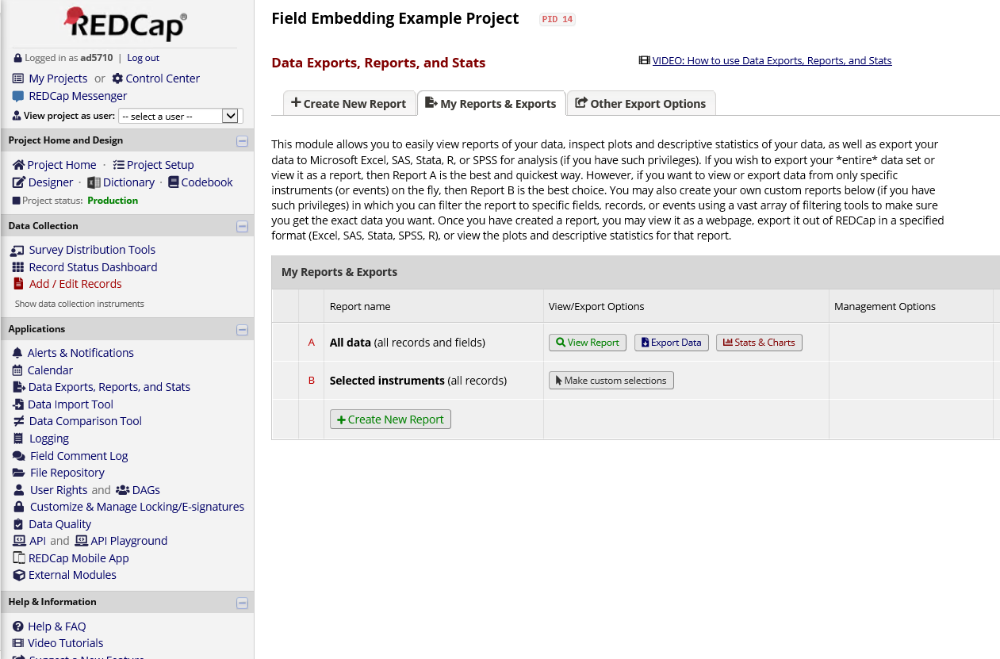 REDCap®
Logged in as ad5710 | Log out
My Projects or Control Center
REDCap Messenger
View project as user: -- select a user --
Project Home and Design
Project Home · Project Setup
Designer · Dictionary · Codebook
Project status: Production
Data Collection
Survey Distribution Tools
Record Status Dashboard
Add / Edit Records
Show data collection instruments
Applications
Alerts & Notifications
Calendar
Data Exports, Reports, and Stats
Data Import Tool
Data Comparison Tool
Logging
Field Comment Log
File Repository
User Rights and DAGs
Customize & Manage Locking/E-signatures
Data Quality
API and API Playground
REDCap Mobile App
External Modules
Help & Information
Help & FAQ
Video Tutorials
Suggest a New Feature
Field Embedding Example Project PID 14
Data Exports, Reports, and Stats
VIDEO: How to use Data Exports, Reports, and Stats
Create New Report My Reports & Exports Other Export Options
This module allows you to easily view reports of your data, inspect plots and descriptive statistics of your data, as well as export your
data to Microsoft Excel, SAS, Stata, R, or SPSS for analysis (if you have such privileges). If you wish to export your *entire* data set or
view it as a report, then Report A is the best and quickest way. However, if you want to view or export data from only specific
instruments (or events) on the fly, then Report B is the best choice. You may also create your own custom reports below (if you have
such privileges) in which you can filter the report to specific fields, records, or events using a vast array of filtering tools to make sure
you get the exact data you want. Once you have created a report, you may view it as a webpage, export it out of REDCap in a specified
format (Excel, SAS, Stata, SPSS, R), or view the plots and descriptive statistics for that report.
My Reports & Exports
Report name View/Export Options Management Options
A All data (all records and fields) View Report Export Data Stats & Charts
B Selected instruments (all records) Make custom selections
Create New Report